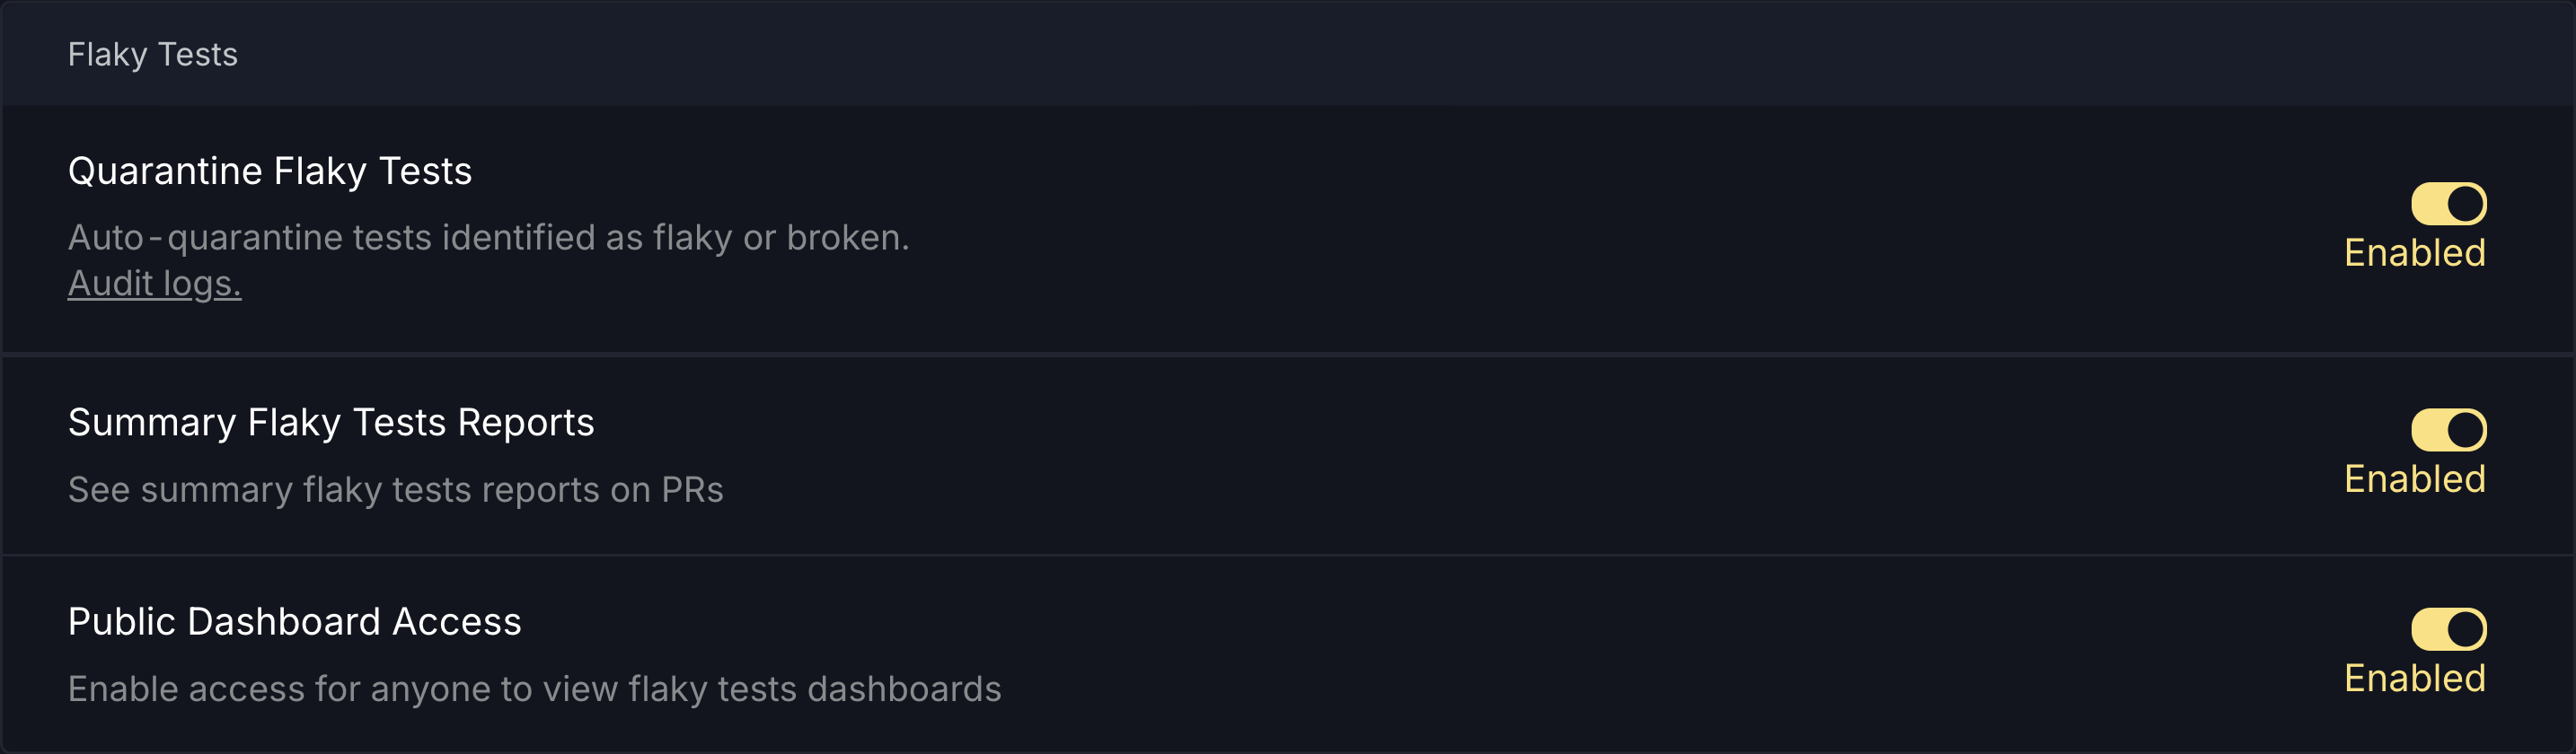 Flaky Tests
Quarantine Flaky Tests
Auto-quarantine tests identified as flaky or broken.
Audit logs.
Enabled
Summary Flaky Tests Reports
See summary flaky tests reports on PRs
Enabled
Public Dashboard Access
Enable access for anyone to view flaky tests dashboards
Enabled